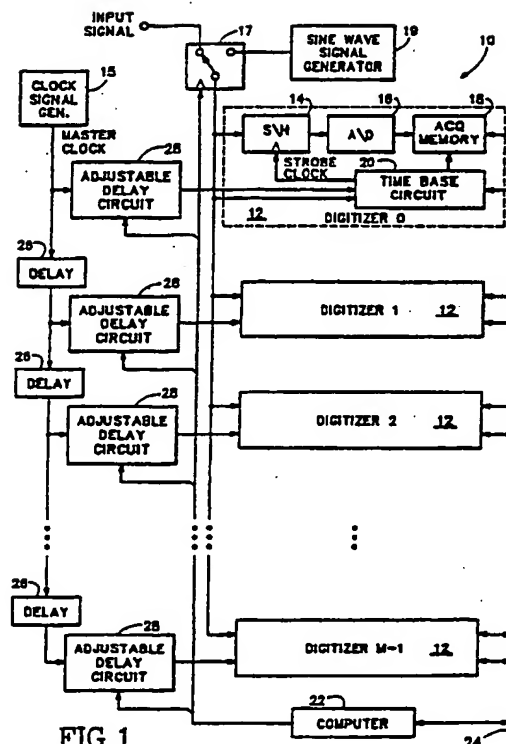 INPUT
SIGNAL
17
SINE WAVE
SIGNAL
GENERATOR
19
10
CLOCK
SIGNAL
GEN.
15
MASTER
CLOCK
14
16
18
S\H
A\D
ACQ
MEMORY
STROBE
CLOCK
20
TIME BASE
CIRCUIT
12
DIGITIZER 0
28
ADJUSTABLE
DELAY
CIRCUIT
26
DELAY
28
ADJUSTABLE
DELAY
CIRCUIT
DIGITIZER 1 12
26
DELAY
28
ADJUSTABLE
DELAY
CIRCUIT
DIGITIZER 2 12
26
DELAY
28
ADJUSTABLE
DELAY
CIRCUIT
DIGITIZER M-1 12
22
COMPUTER
24
FIG 1